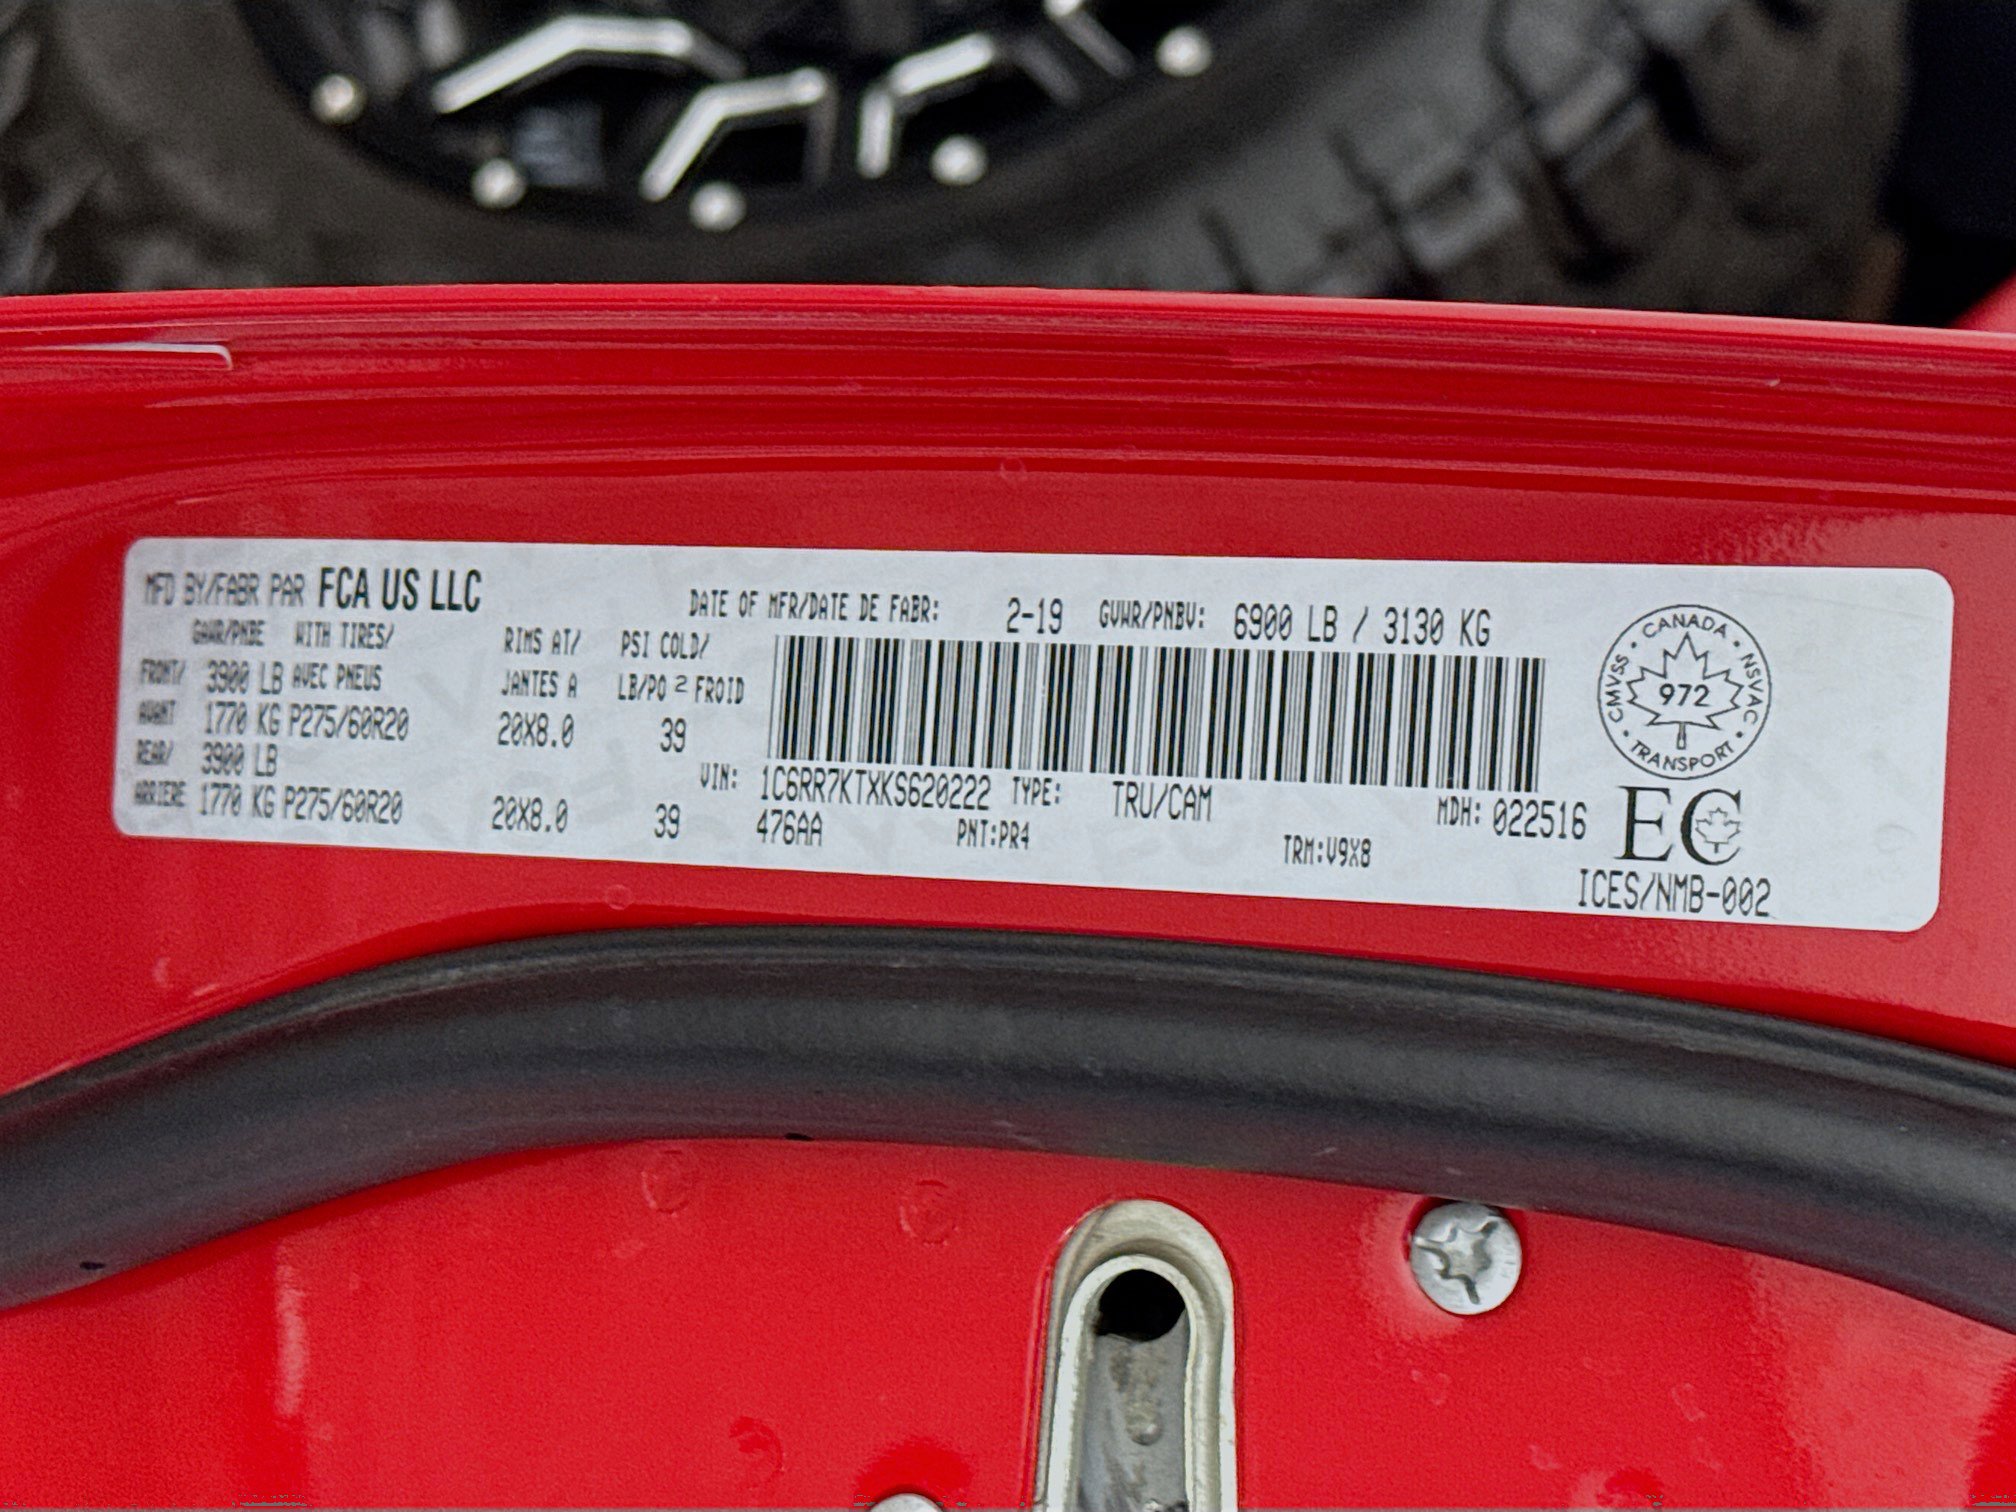 MFD BY/FABR PAR FCA US LLC
DATE OF MFR/DATE DE FABR: 2-19 GVWR/PNBV: 6900 LB / 3130 KG
GAWR/PNBE WITH TIRES/ RIMS AT/ PSI COLD/
FRONT/ 3900 LB AVEC PNEUS JANTES A LB/PO 2 FROID
AVANT 1770 KG P275/60R20 20X8.0 39
REAR/ 3900 LB
ARRIERE 1770 KG P275/60R20 20X8.0 39
VIN: 1C6RR7KTXKS620222 TYPE: TRU/CAM MDH: 022516
476AA PNT:PR4 TRM:V9X8
CANADA · NSVAC · TRANSPORT · CMVSS ·
972
EC
ICES/NMB-002